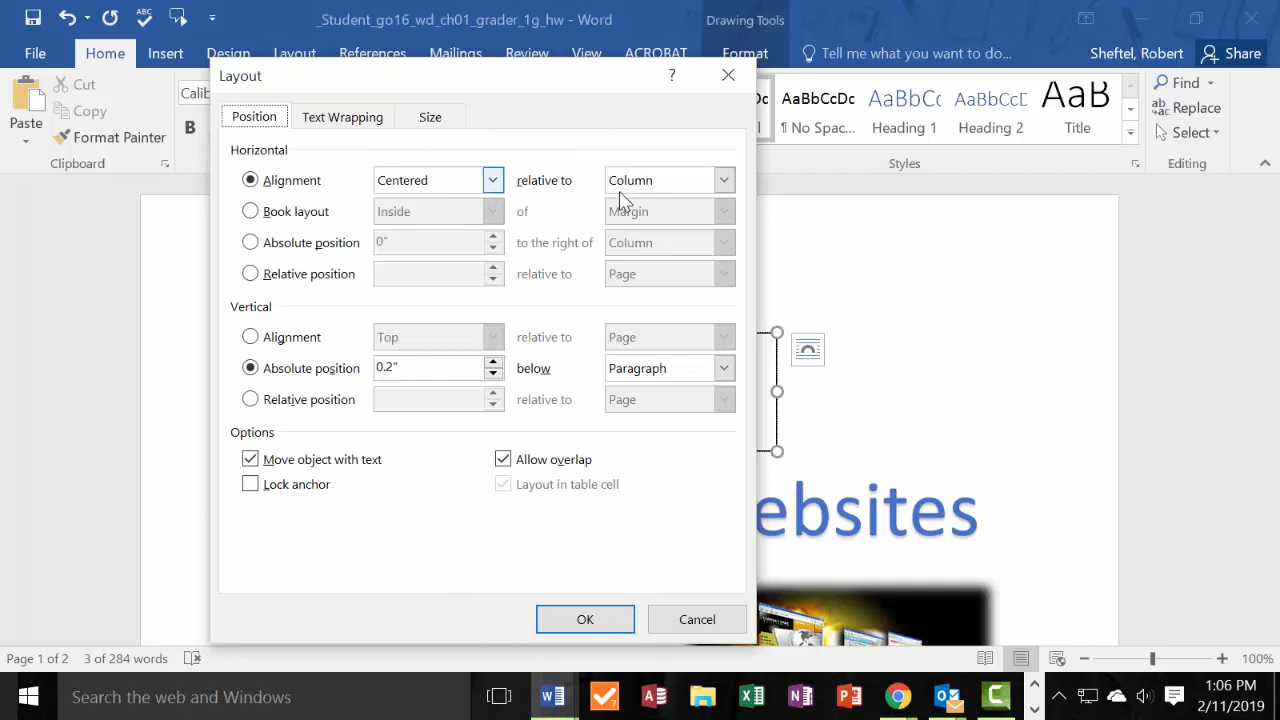 _Student_go16_wd_ch01_grader_1g_hw - Word
Drawing Tools
File Home Insert Design Layout References Mailings Review View ACROBAT Format Tell me what you want to do... Sheftel, Robert Share
Paste
Cut
Copy
Format Painter
Clipboard
Calib
B
AaBbCcDc AaBbCc AaBbCcD AaB
¶ No Spac... Heading 1 Heading 2 Title
Styles
Find
Replace
Select
Editing
Layout ?
Position Text Wrapping Size
Horizontal
Alignment Centered relative to Column
Book layout Inside of Margin
Absolute position 0" to the right of Column
Relative position relative to Page
Vertical
Alignment Top relative to Page
Absolute position 0.2" below Paragraph
Relative position relative to Page
Options
Move object with text Allow overlap
Lock anchor Layout in table cell
OK Cancel
ebsites
Page 1 of 2 3 of 284 words 100%
Search the web and Windows
1:06 PM
2/11/2019